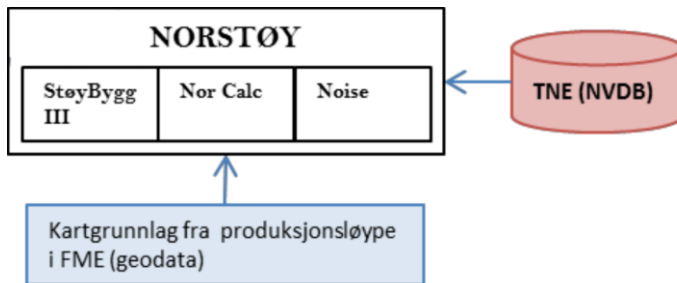 NORSTØY
StøyBygg
III
Nor Calc
Noise
TNE (NVDB)
Kartgrunnlag fra produksjonsløype
i FME (geodata)